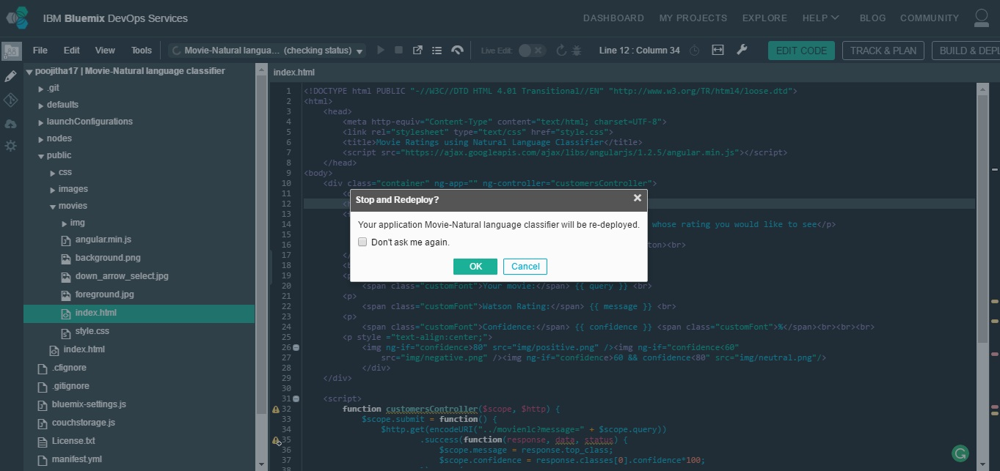 IBM Bluemix DevOps Services
DASHBOARD MY PROJECTS EXPLORE HELP BLOG COMMUNITY
File Edit View Tools Movie-Natural langua... (checking status) Live Edit: Line 12 : Column 34 EDIT CODE TRACK & PLAN BUILD & DEPL
poojitha17 | Movie-Natural language classifier
.git
defaults
launchConfigurations
nodes
public
css
images
movies
img
angular.min.js
background.png
down_arrow_select.jpg
foreground.jpg
index.html
style.css
index.html
.cfignore
.gitignore
bluemix-settings.js
couchstorage.js
License.txt
manifest.yml
index.html
1 <!DOCTYPE html PUBLIC "-//W3C//DTD HTML 4.01 Transitional//EN" "http://www.w3.org/TR/html4/loose.dtd">
2 <html>
3 <head>
4 <meta http-equiv="Content-Type" content="text/html; charset=UTF-8">
5 <link rel="stylesheet" type="text/css" href="style.css">
6 <title>Movie Ratings using Natural Language Classifier</title>
7 <script src="https://ajax.googleapis.com/ajax/libs/angularjs/1.2.5/angular.min.js"></script>
8 </head>
9 <body>
10 <div class="container" ng-app="" ng-controller="customersController">
11
12
13
14 whose rating you would like to see</p>
15
16 ton><br>
17
18
19
20 <span class="customFont">Your movie:</span> {{ query }} <br>
21 <p>
22 <span class="customFont">Watson Rating:</span> {{ message }} <br>
23 <p>
24 <span class="customFont">Confidence:</span> {{ confidence }} <span class="customFont">%</span><br><br><br>
25 <p style ="text-align:center;">
26 <img ng-if="confidence>80" src="img/positive.png" /><img ng-if="confidence<60"
27 src="img/negative.png" /><img ng-if="confidence>60 && confidence<80" src="img/neutral.png"/>
28 </div>
29 </div>
30
31 <script>
32 function customersController($scope, $http) {
33 $scope.submit = function() {
34 $http.get(encodeURI("../movienlc?message=" + $scope.query))
35 .success(function(response, data, status) {
36 $scope.message = response.top_class;
37 $scope.confidence = response.classes[0].confidence*100;
38
Stop and Redeploy?
Your application Movie-Natural language classifier will be re-deployed.
Don't ask me again.
OK Cancel